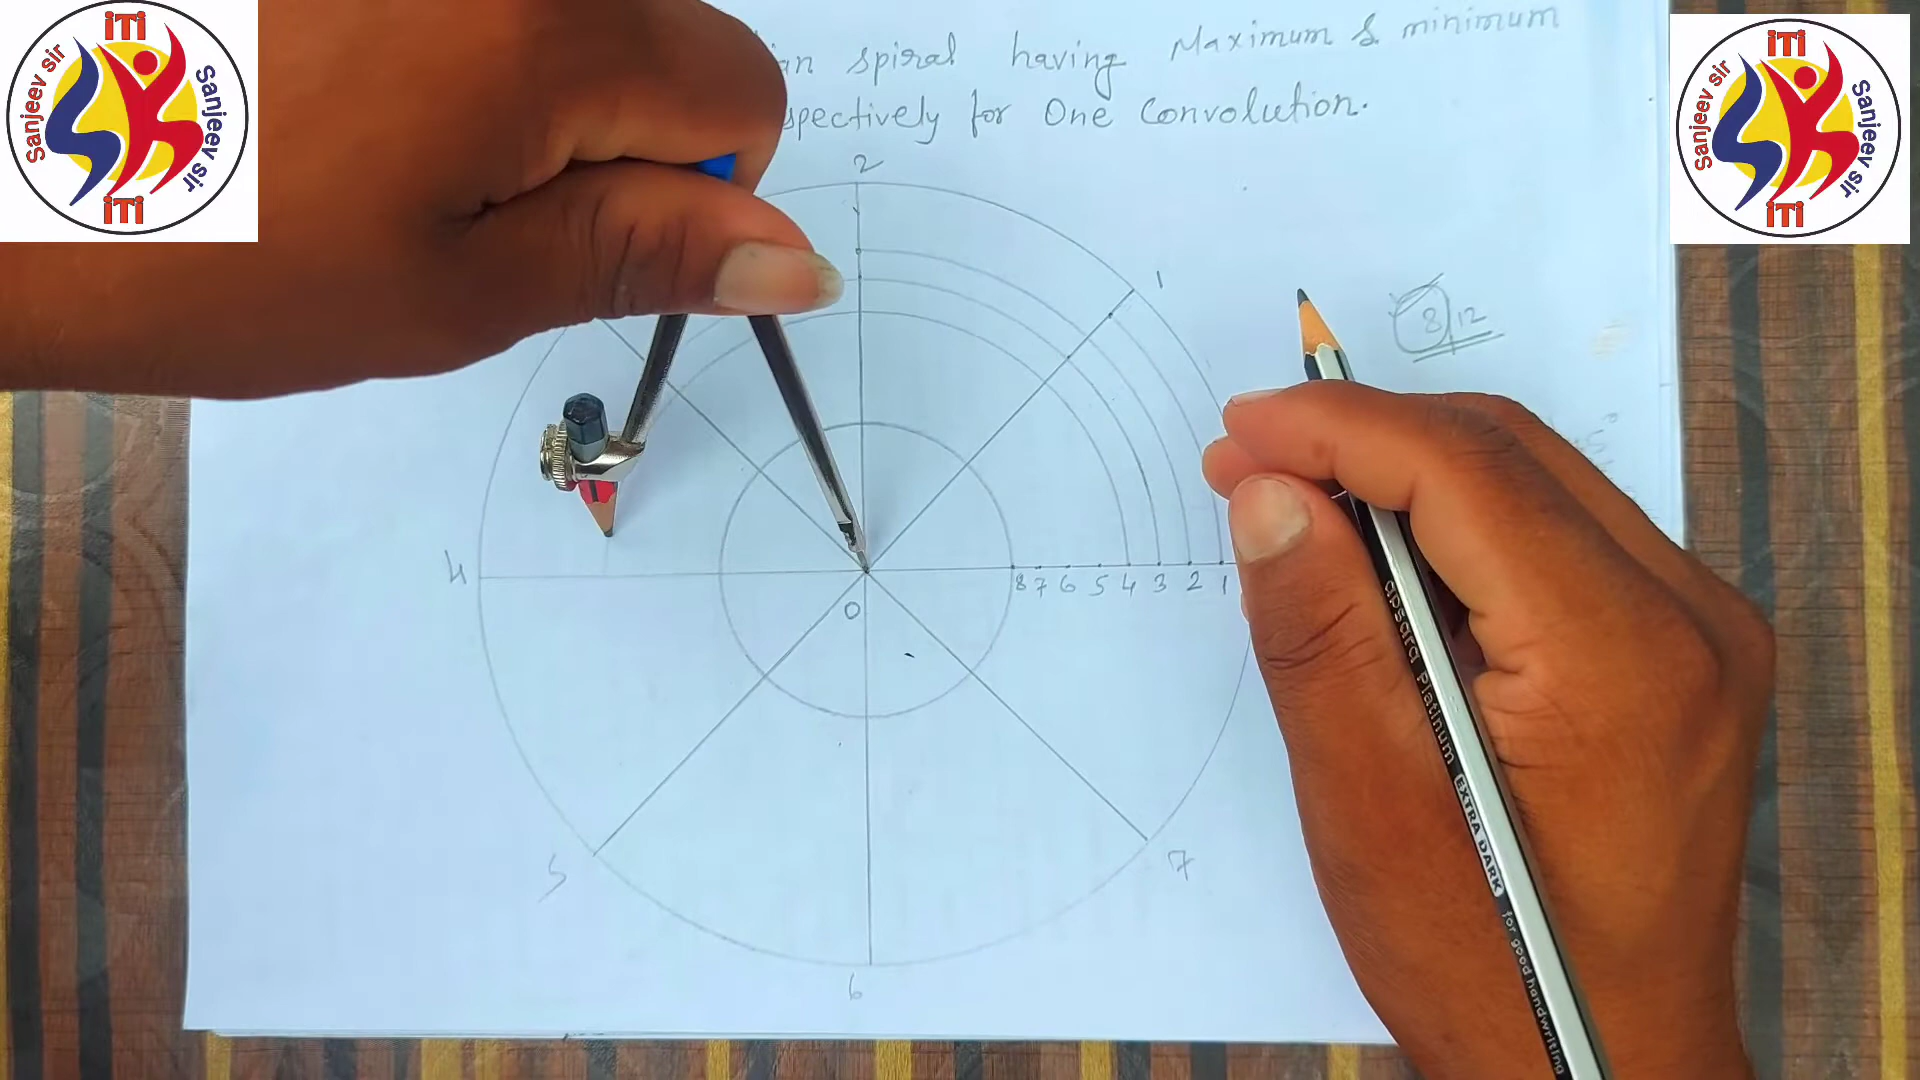 iTi
Sanjeev sir
Sanjeev sir
iTi
iTi
Sanjeev sir
Sanjeev sir
iTi
spiral having Maximum & minimum
for One Convolution.
2
1
8 12
4
0
8 7 6 5 4 3 2 1
5
7
6
apsara Platinum EXTRA DARK for good handwriting